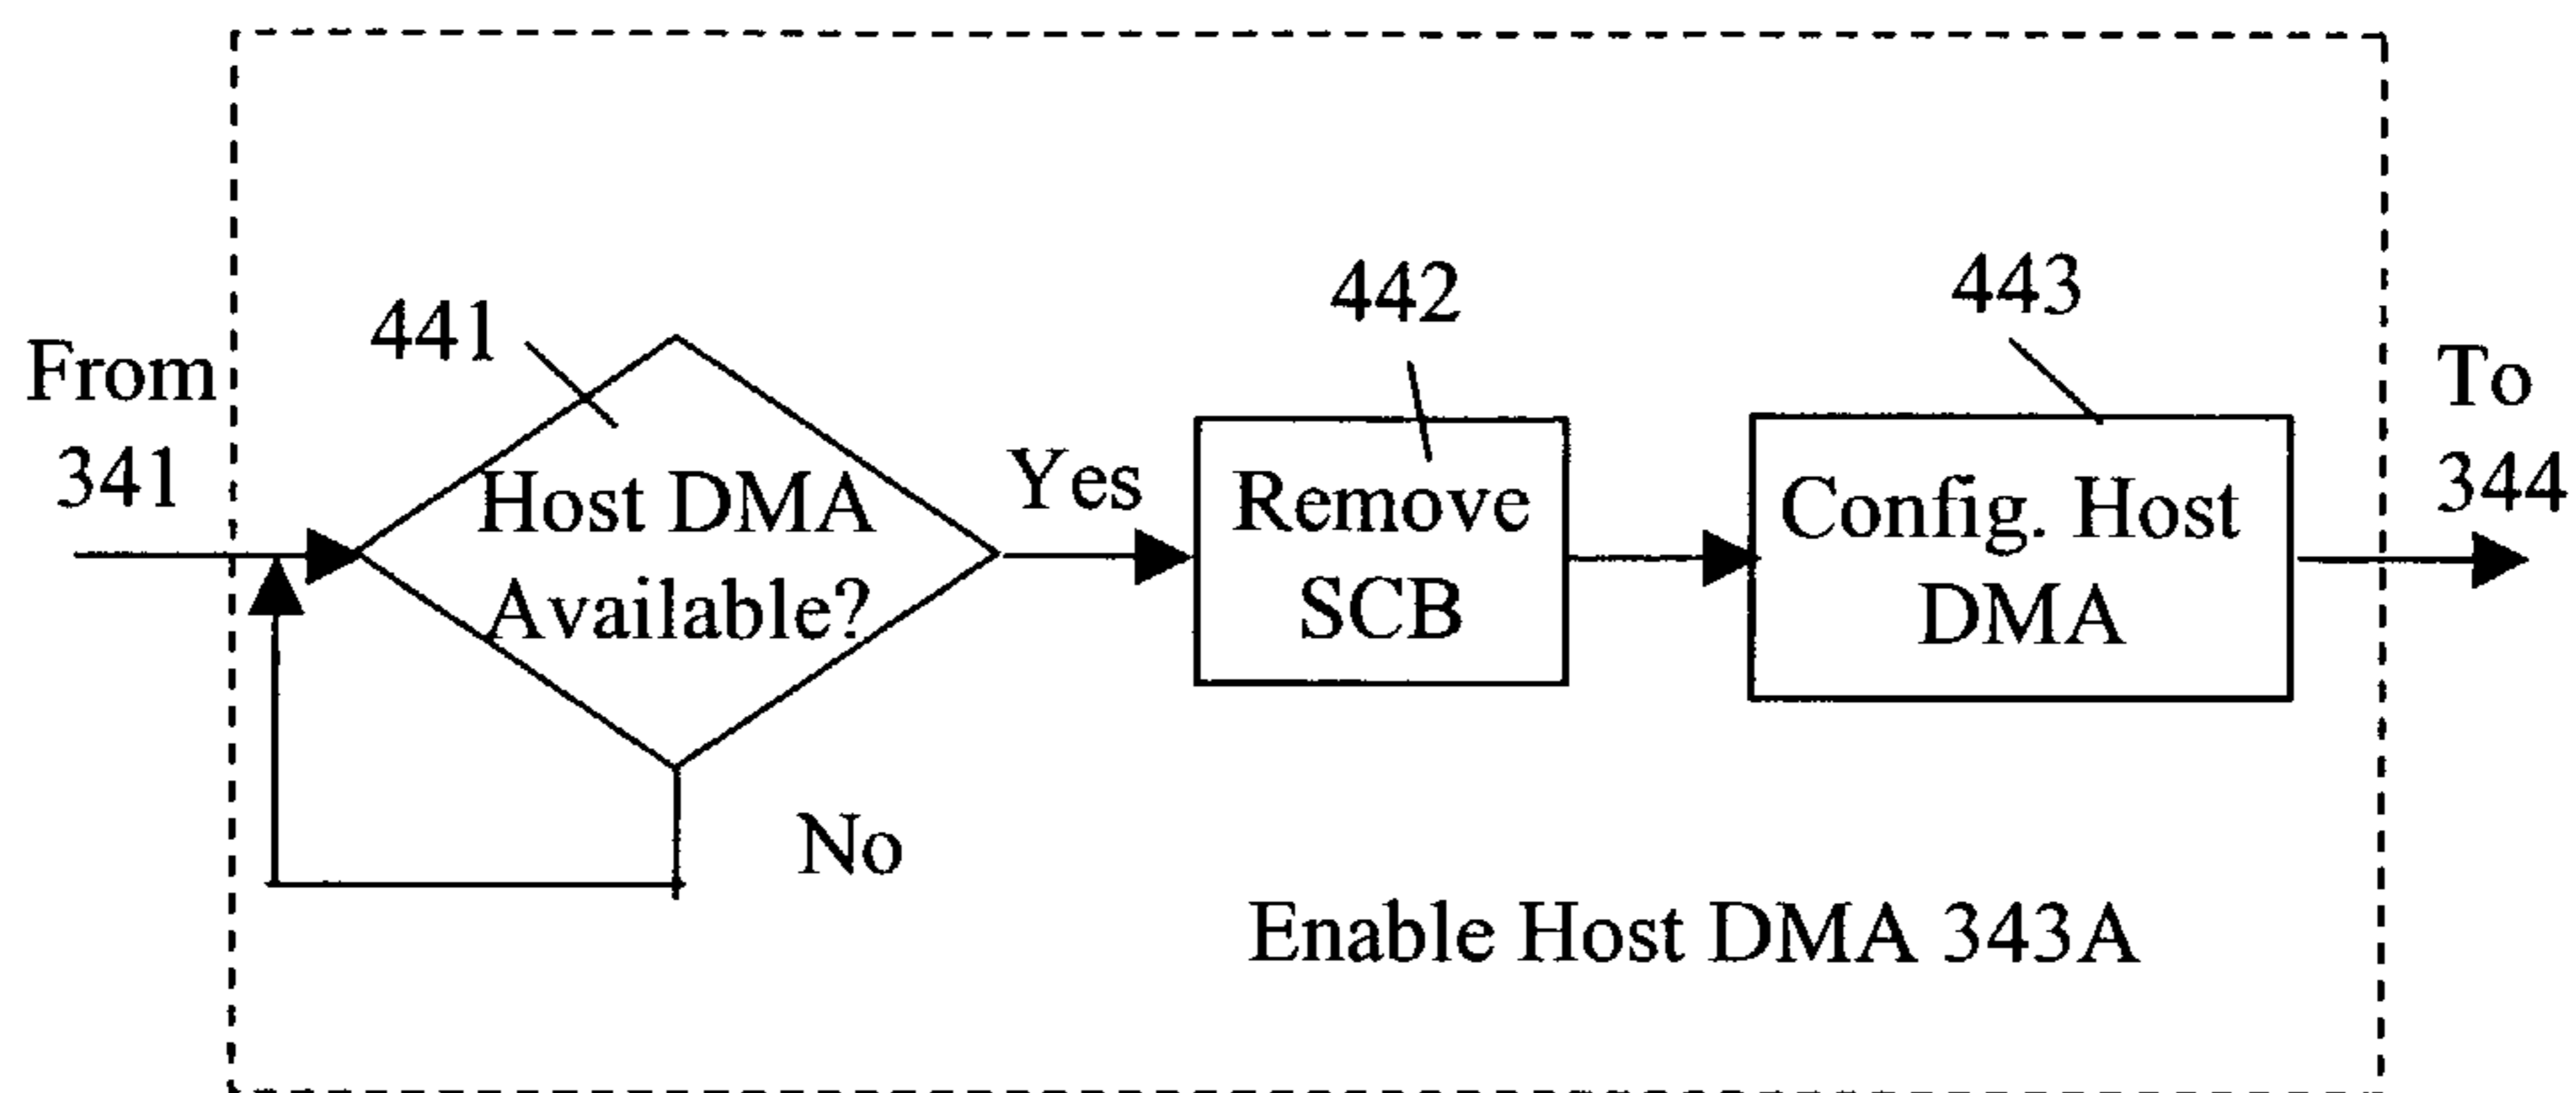 From
341
441
Host DMA
Available?
Yes
No
442
Remove
SCB
443
Config. Host
DMA
To
344
Enable Host DMA 343A